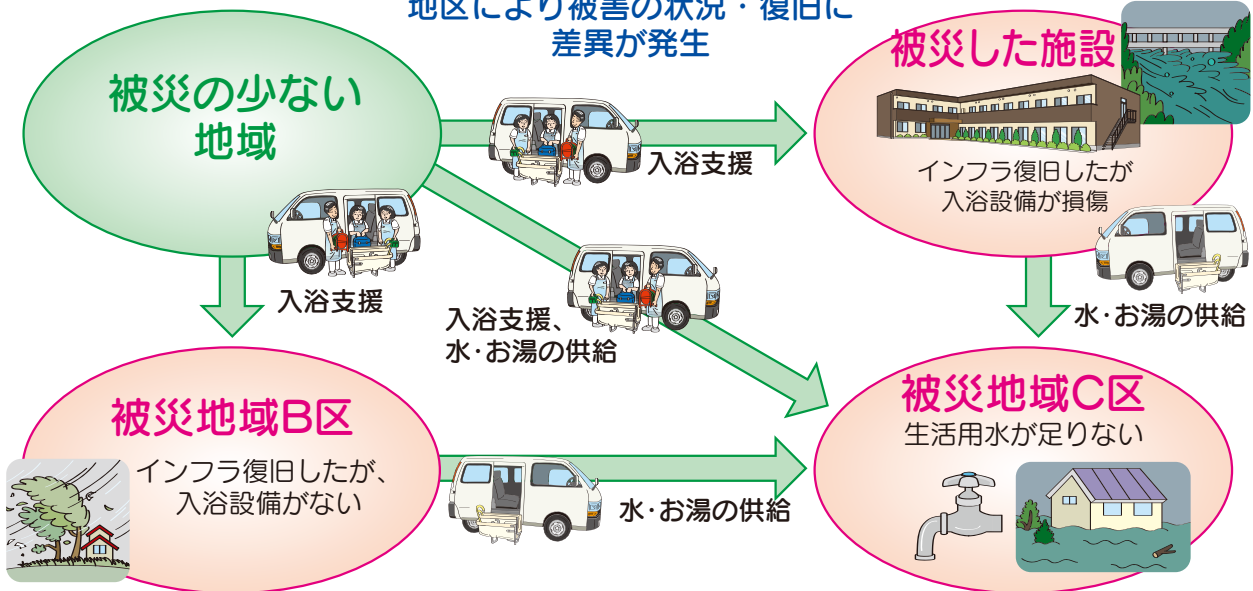 地区により被害の状況・復旧に
差異が発生
被災の少ない
地域
被災した施設
インフラ復旧したが
入浴設備が損傷
入浴支援
入浴支援
入浴支援、
水・お湯の供給
水・お湯の供給
被災地域B区
インフラ復旧したが、
入浴設備がない
被災地域C区
生活用水が足りない
水・お湯の供給